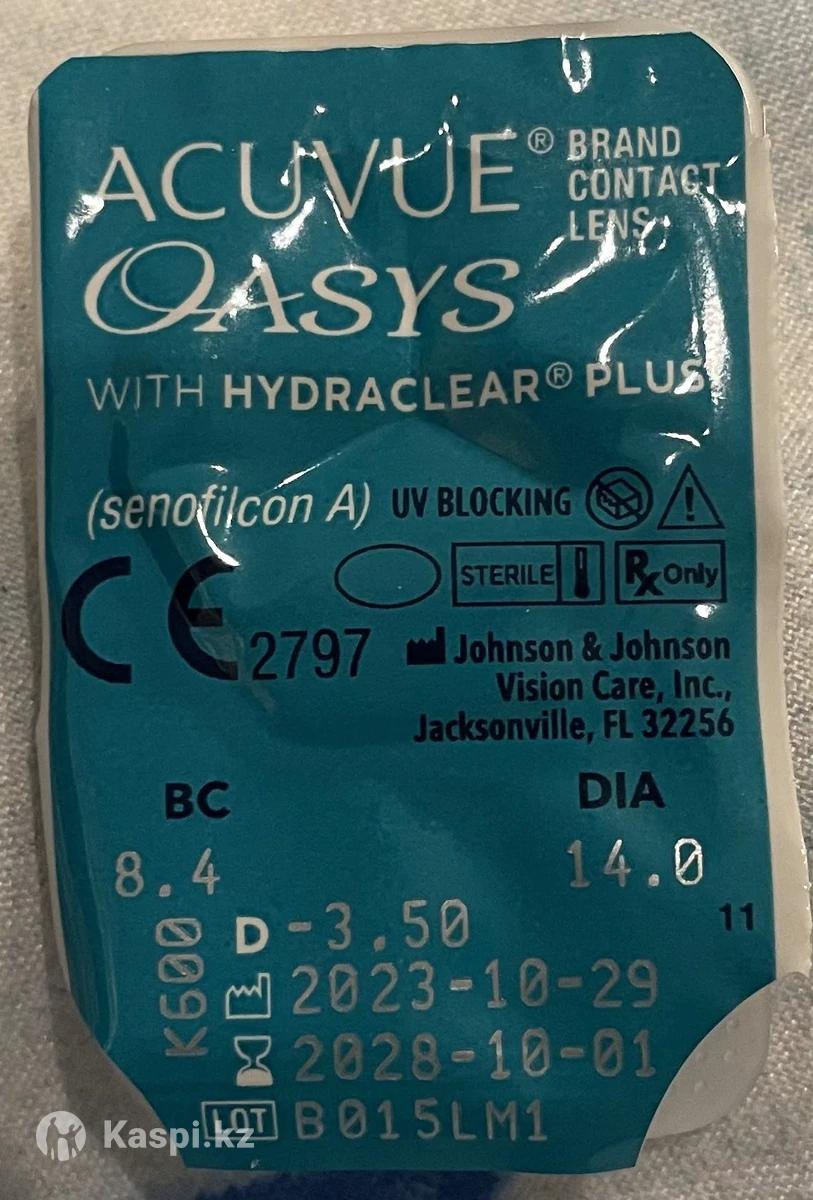 ACUVUE® BRAND
CONTACT
LENS
OASYS
WITH HYDRACLEAR® PLUS
(senofilcon A) UV BLOCKING
STERILE Rx Only
CE 2797 Johnson & Johnson
Vision Care, Inc.,
Jacksonville, FL 32256
BC DIA
8.4 14.0
K600
D -3.50 11
2023-10-29
2028-10-01
LOT B015LM1
Kaspi.kz